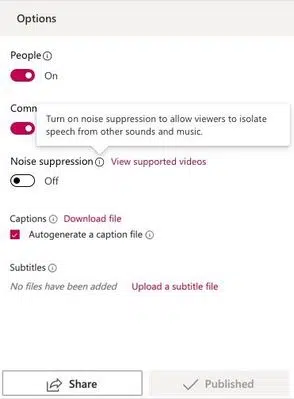 Options
People
On
Comm
Turn on noise suppression to allow viewers to isolate
speech from other sounds and music.
Noise suppression View supported videos
Off
Captions Download file
Autogenerate a caption file
Subtitles
No files have been added Upload a subtitle file
Share Published